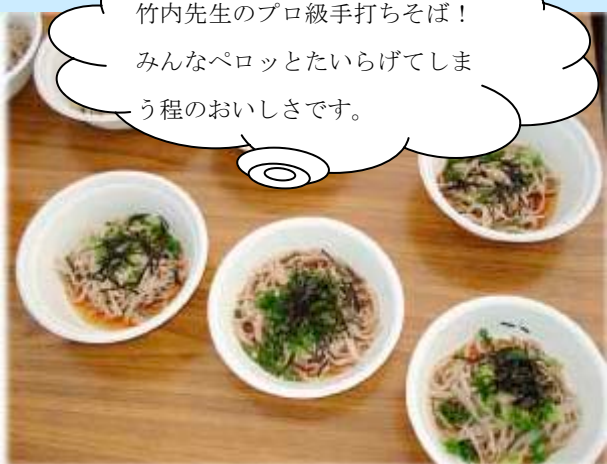 竹内先生のプロ級手打ちそば！
みんなペロッとたいらげてしま
う程のおいしさです。